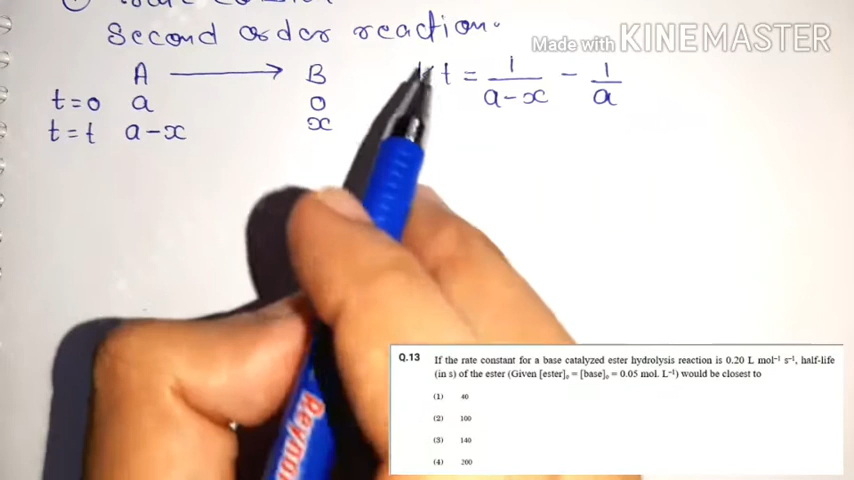 Second order reaction.
Made with KINEMASTER
A → B
t = 1/(a-x) - 1/a
t=0 a 0
t=t a-x x
Reyno
Q.13 If the rate constant for a base catalyzed ester hydrolysis reaction is 0.20 L mol⁻¹ s⁻¹, half-life
(in s) of the ester (Given [ester]₀ = [base]₀ = 0.05 mol. L⁻¹) would be closest to
(1) 40
(2) 100
(3) 140
(4) 200